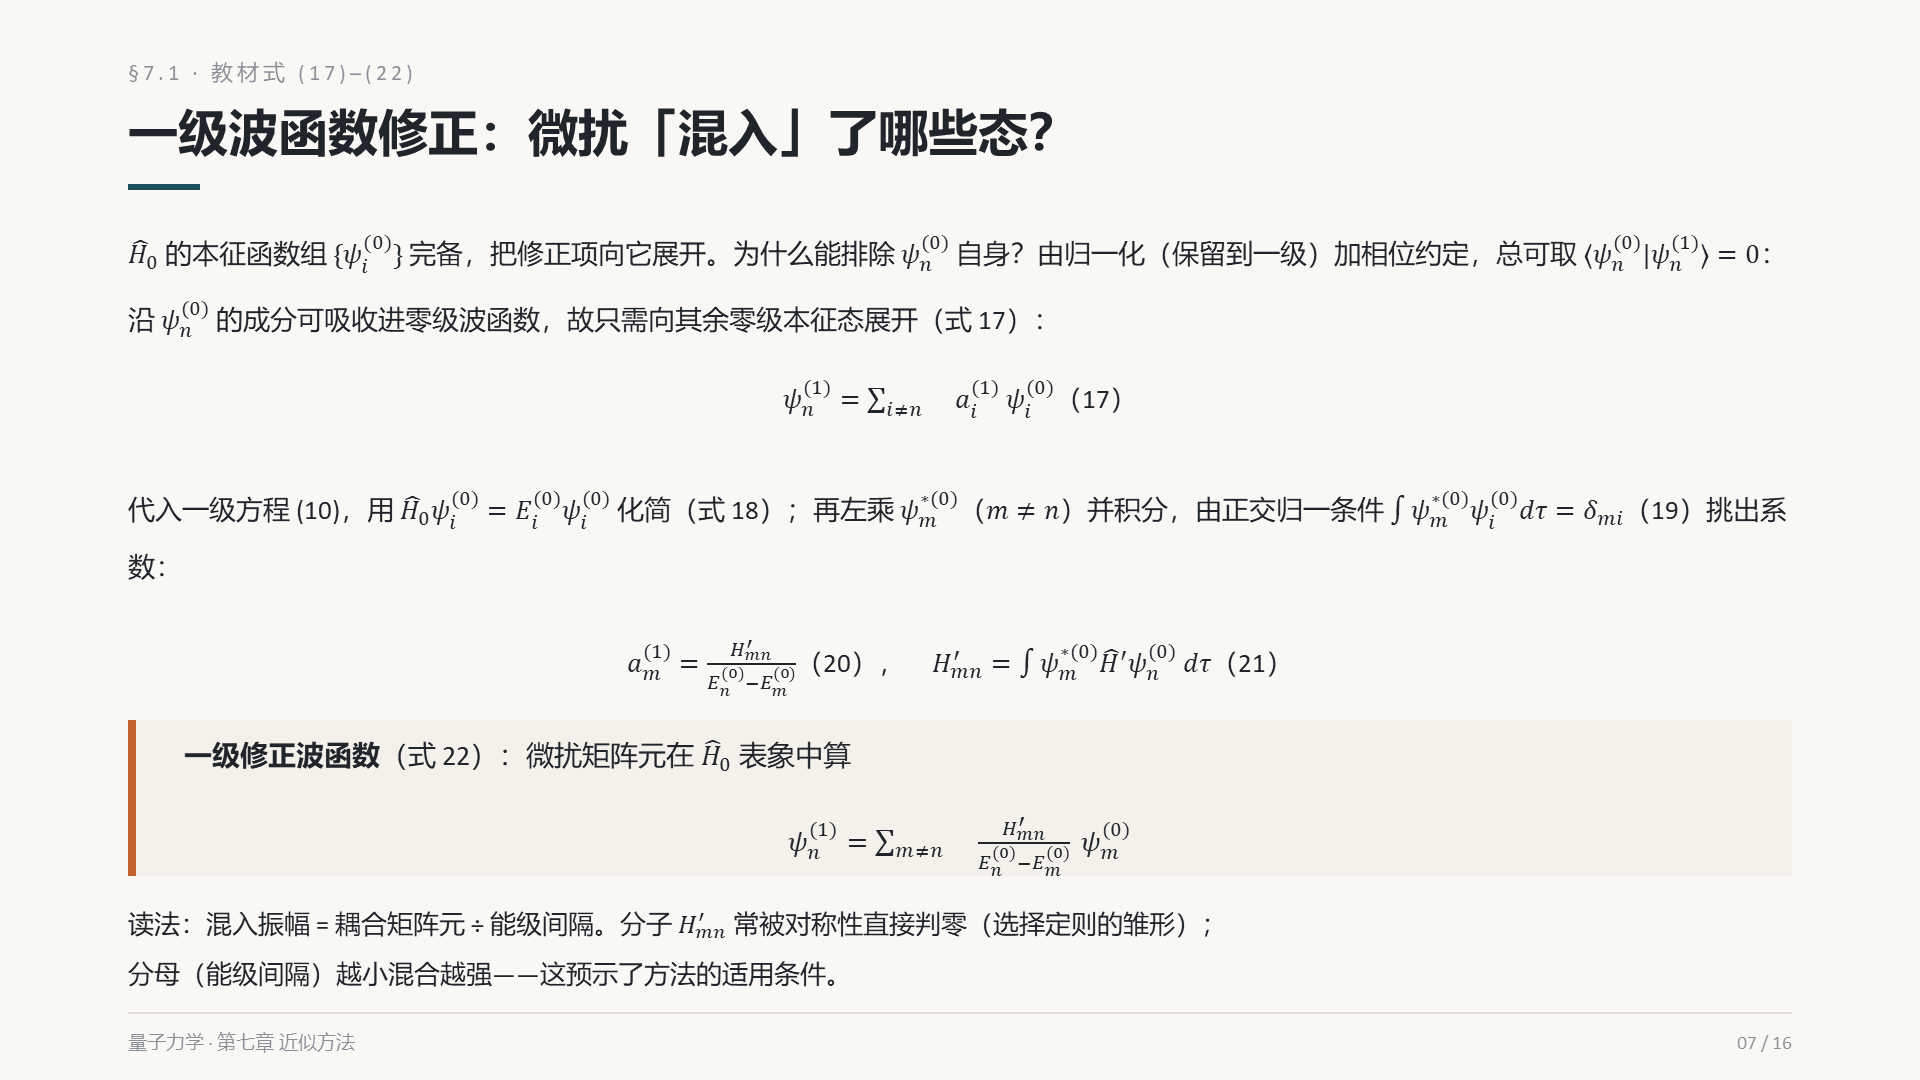 §7.1 · 教材式 (17)–(22)
一级波函数修正：微扰「混入」了哪些态？
Ĥ₀ 的本征函数组 {ψ_i^(0)} 完备，把修正项向它展开。为什么能排除 ψ_n^(0) 自身？由归一化（保留到一级）加相位约定，总可取 ⟨ψ_n^(0)|ψ_n^(1)⟩ = 0：
沿 ψ_n^(0) 的成分可吸收进零级波函数，故只需向其余零级本征态展开（式 17）：
ψ_n^(1) = ∑_{i≠n} a_i^(1) ψ_i^(0)（17）
代入一级方程 (10)，用 Ĥ₀ψ_i^(0) = E_i^(0)ψ_i^(0) 化简（式 18）；再左乘 ψ_m^{*(0)}（m ≠ n）并积分，由正交归一条件 ∫ ψ_m^{*(0)}ψ_i^(0)dτ = δ_{mi}（19）挑出系
数：
a_m^(1) = H′_{mn} / (E_n^(0)−E_m^(0))（20）， H′_{mn} = ∫ ψ_m^{*(0)}Ĥ′ψ_n^(0) dτ（21）
一级修正波函数（式 22）：微扰矩阵元在 Ĥ₀ 表象中算
ψ_n^(1) = ∑_{m≠n} H′_{mn} / (E_n^(0)−E_m^(0)) ψ_m^(0)
读法：混入振幅 = 耦合矩阵元 ÷ 能级间隔。分子 H′_{mn} 常被对称性直接判零（选择定则的雏形）；
分母（能级间隔）越小混合越强——这预示了方法的适用条件。
量子力学 · 第七章 近似方法
07 / 16